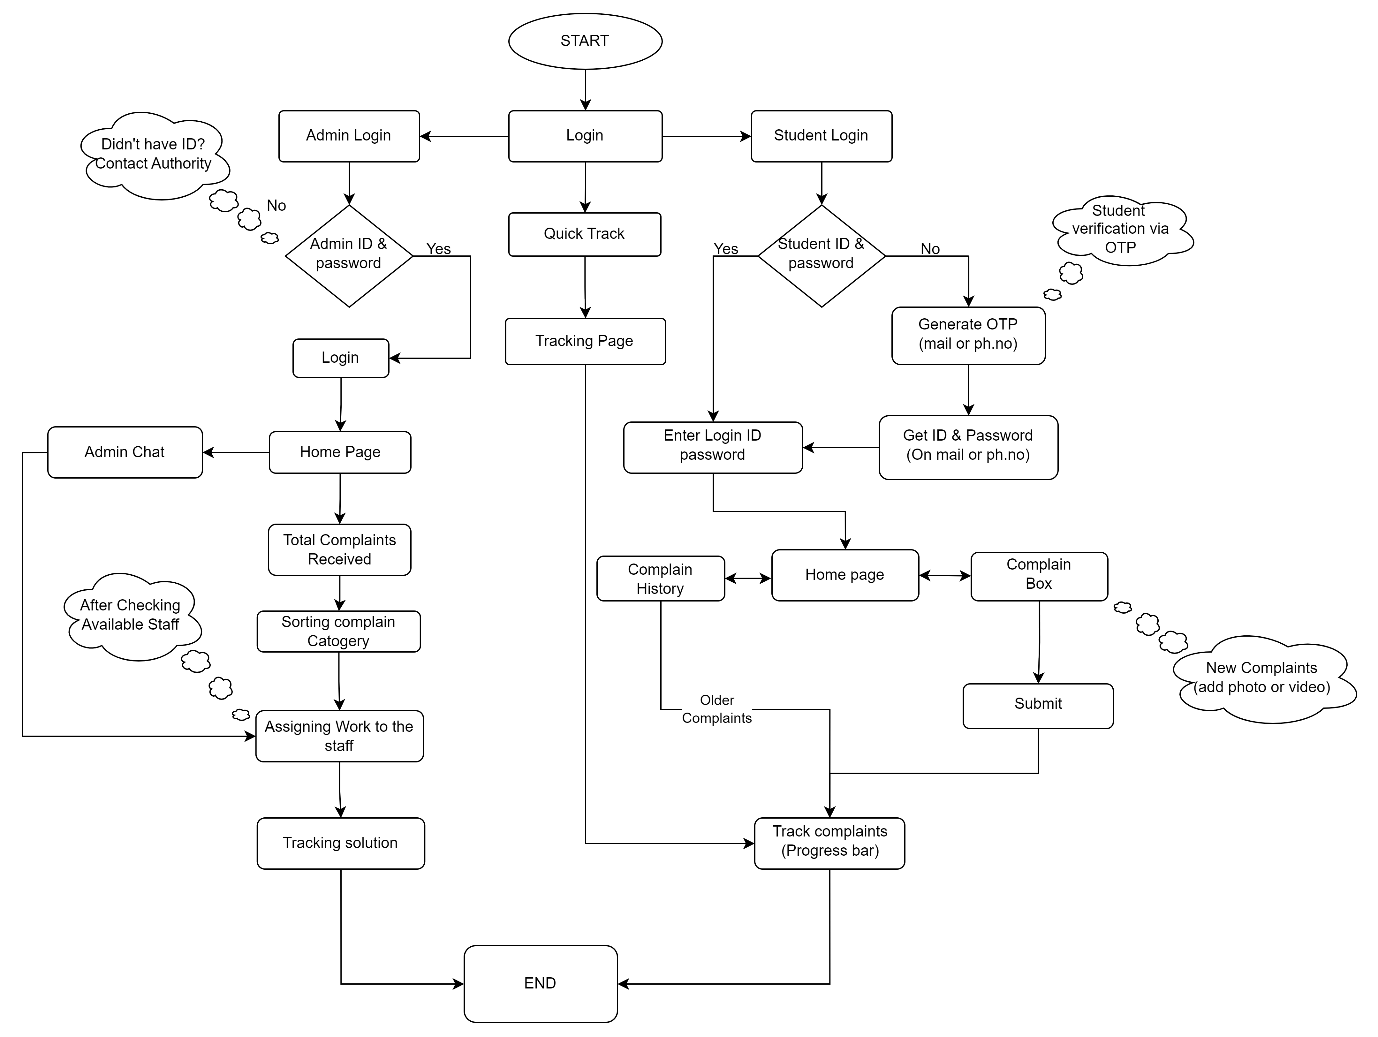 START
Admin Login
Login
Student Login
Didn't have ID?
Contact Authority
No
Admin ID &
password
Yes
Quick Track
Yes
Student ID &
password
No
Student
verification via
OTP
Generate OTP
(mail or ph.no)
Tracking Page
Login
Admin Chat
Home Page
Enter Login ID
password
Get ID & Password
(On mail or ph.no)
Total Complaints
Received
Complain
History
Home page
Complain
Box
After Checking
Available Staff
Sorting complain
Catogery
New Complaints
(add photo or video)
Older
Complaints
Submit
Assigning Work to the
staff
Tracking solution
Track complaints
(Progress bar)
END